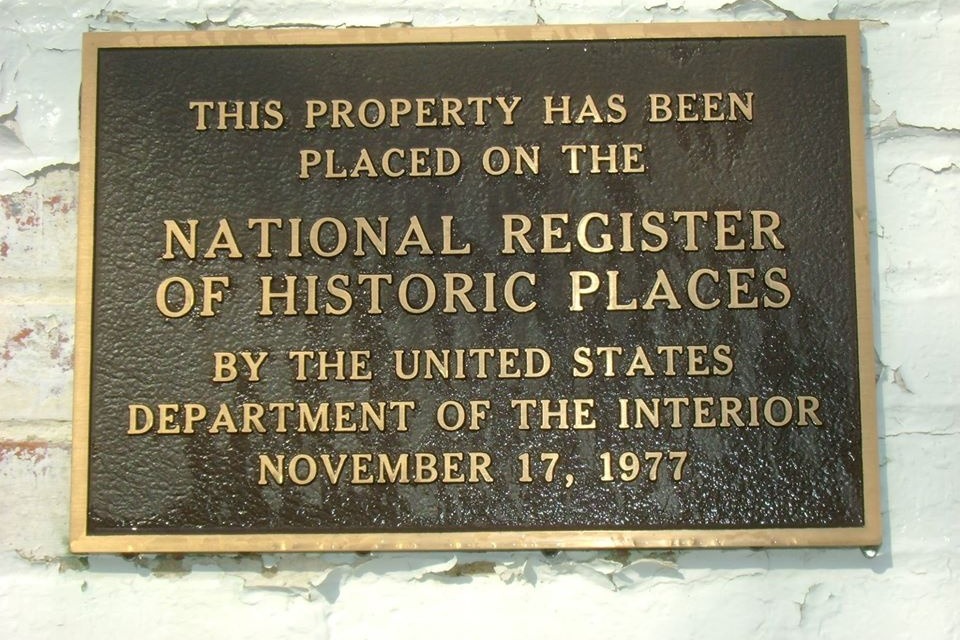 THIS PROPERTY HAS BEEN
PLACED ON THE
NATIONAL REGISTER
OF HISTORIC PLACES
BY THE UNITED STATES
DEPARTMENT OF THE INTERIOR
NOVEMBER 17, 1977